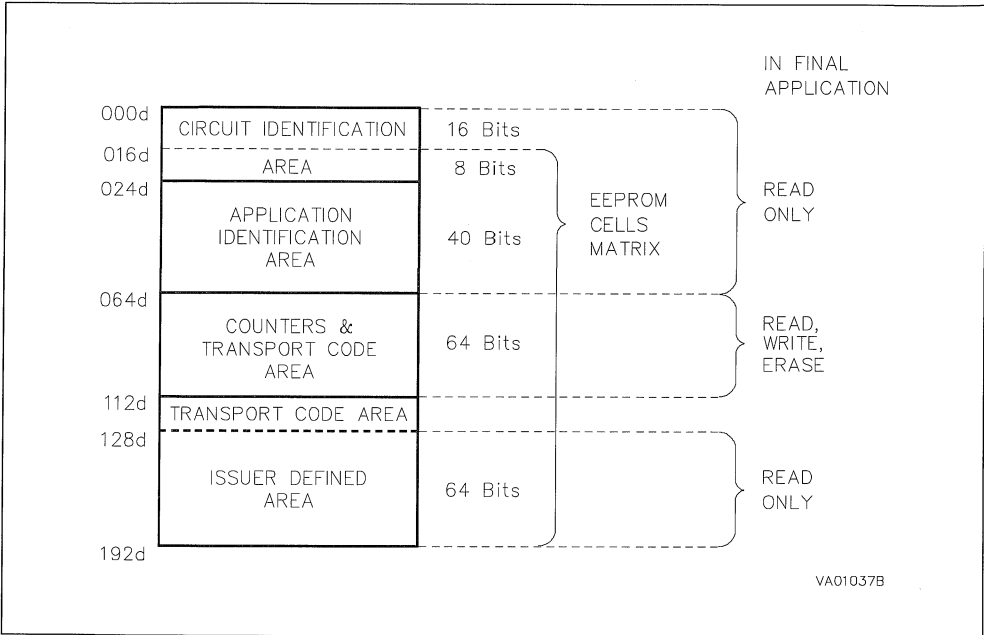 IN FINAL
APPLICATION
000d
CIRCUIT IDENTIFICATION
16 Bits
016d
AREA
8 Bits
024d
APPLICATION
IDENTIFICATION
AREA
40 Bits
EEPROM
CELLS
MATRIX
READ
ONLY
064d
COUNTERS &
TRANSPORT CODE
AREA
64 Bits
READ,
WRITE,
ERASE
112d
TRANSPORT CODE AREA
128d
ISSUER DEFINED
AREA
64 Bits
READ
ONLY
192d
VA01037B